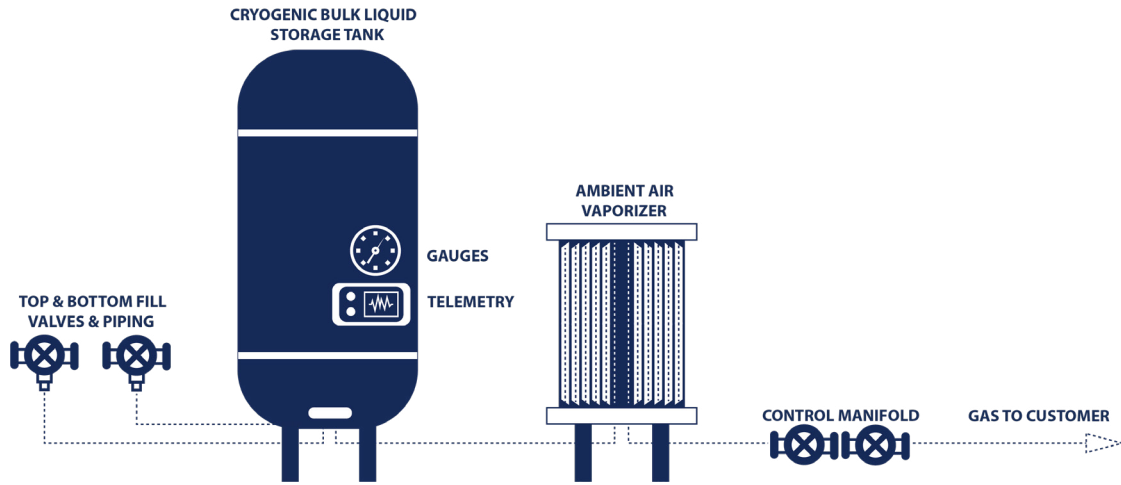 CRYOGENIC BULK LIQUID
STORAGE TANK
AMBIENT AIR
VAPORIZER
GAUGES
TELEMETRY
TOP & BOTTOM FILL
VALVES & PIPING
CONTROL MANIFOLD
GAS TO CUSTOMER